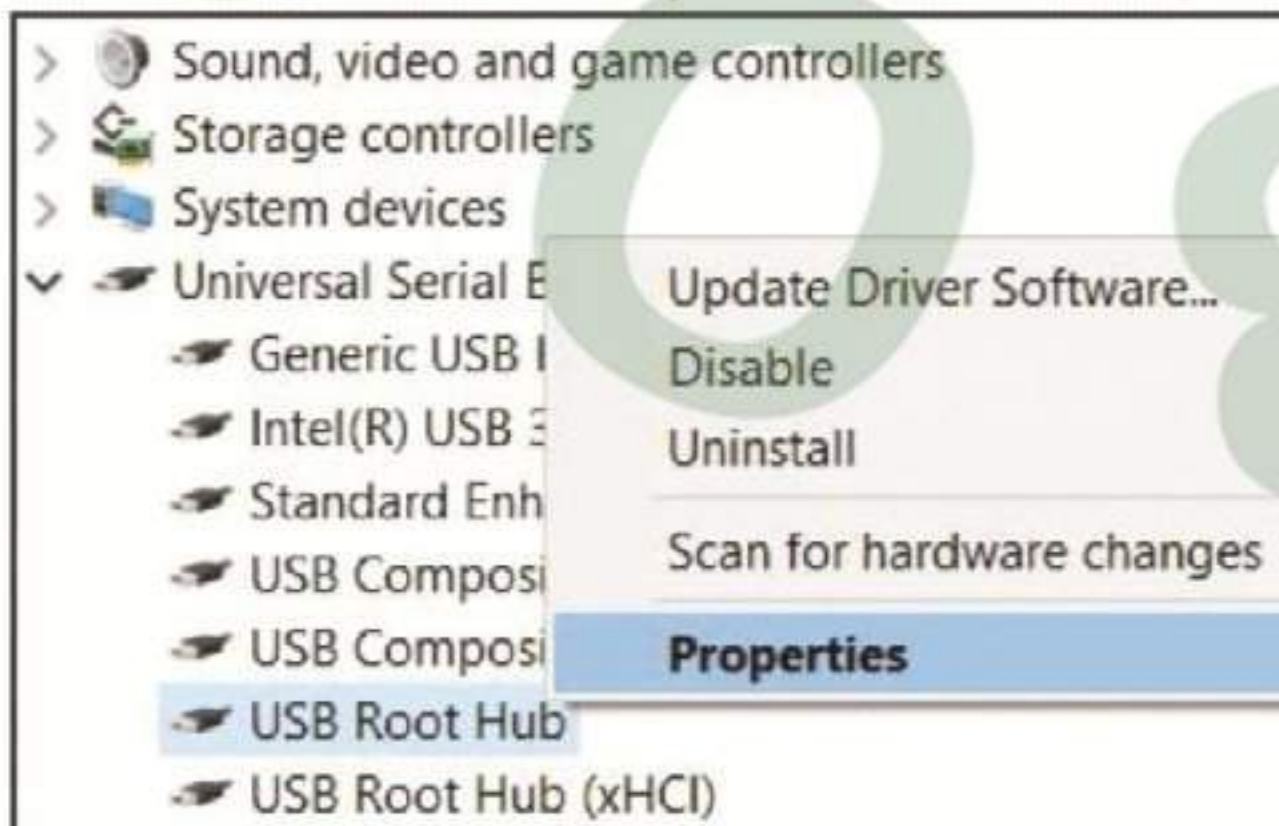 Sound, video and game controllers
Storage controllers
System devices
Universal Serial
Generic USB
Intel(R) USB
Standard Enh
USB Composi
USB Composi
USB Root Hub
USB Root Hub (xHCI)
Update Driver Software...
Disable
Uninstall
Scan for hardware changes
Properties